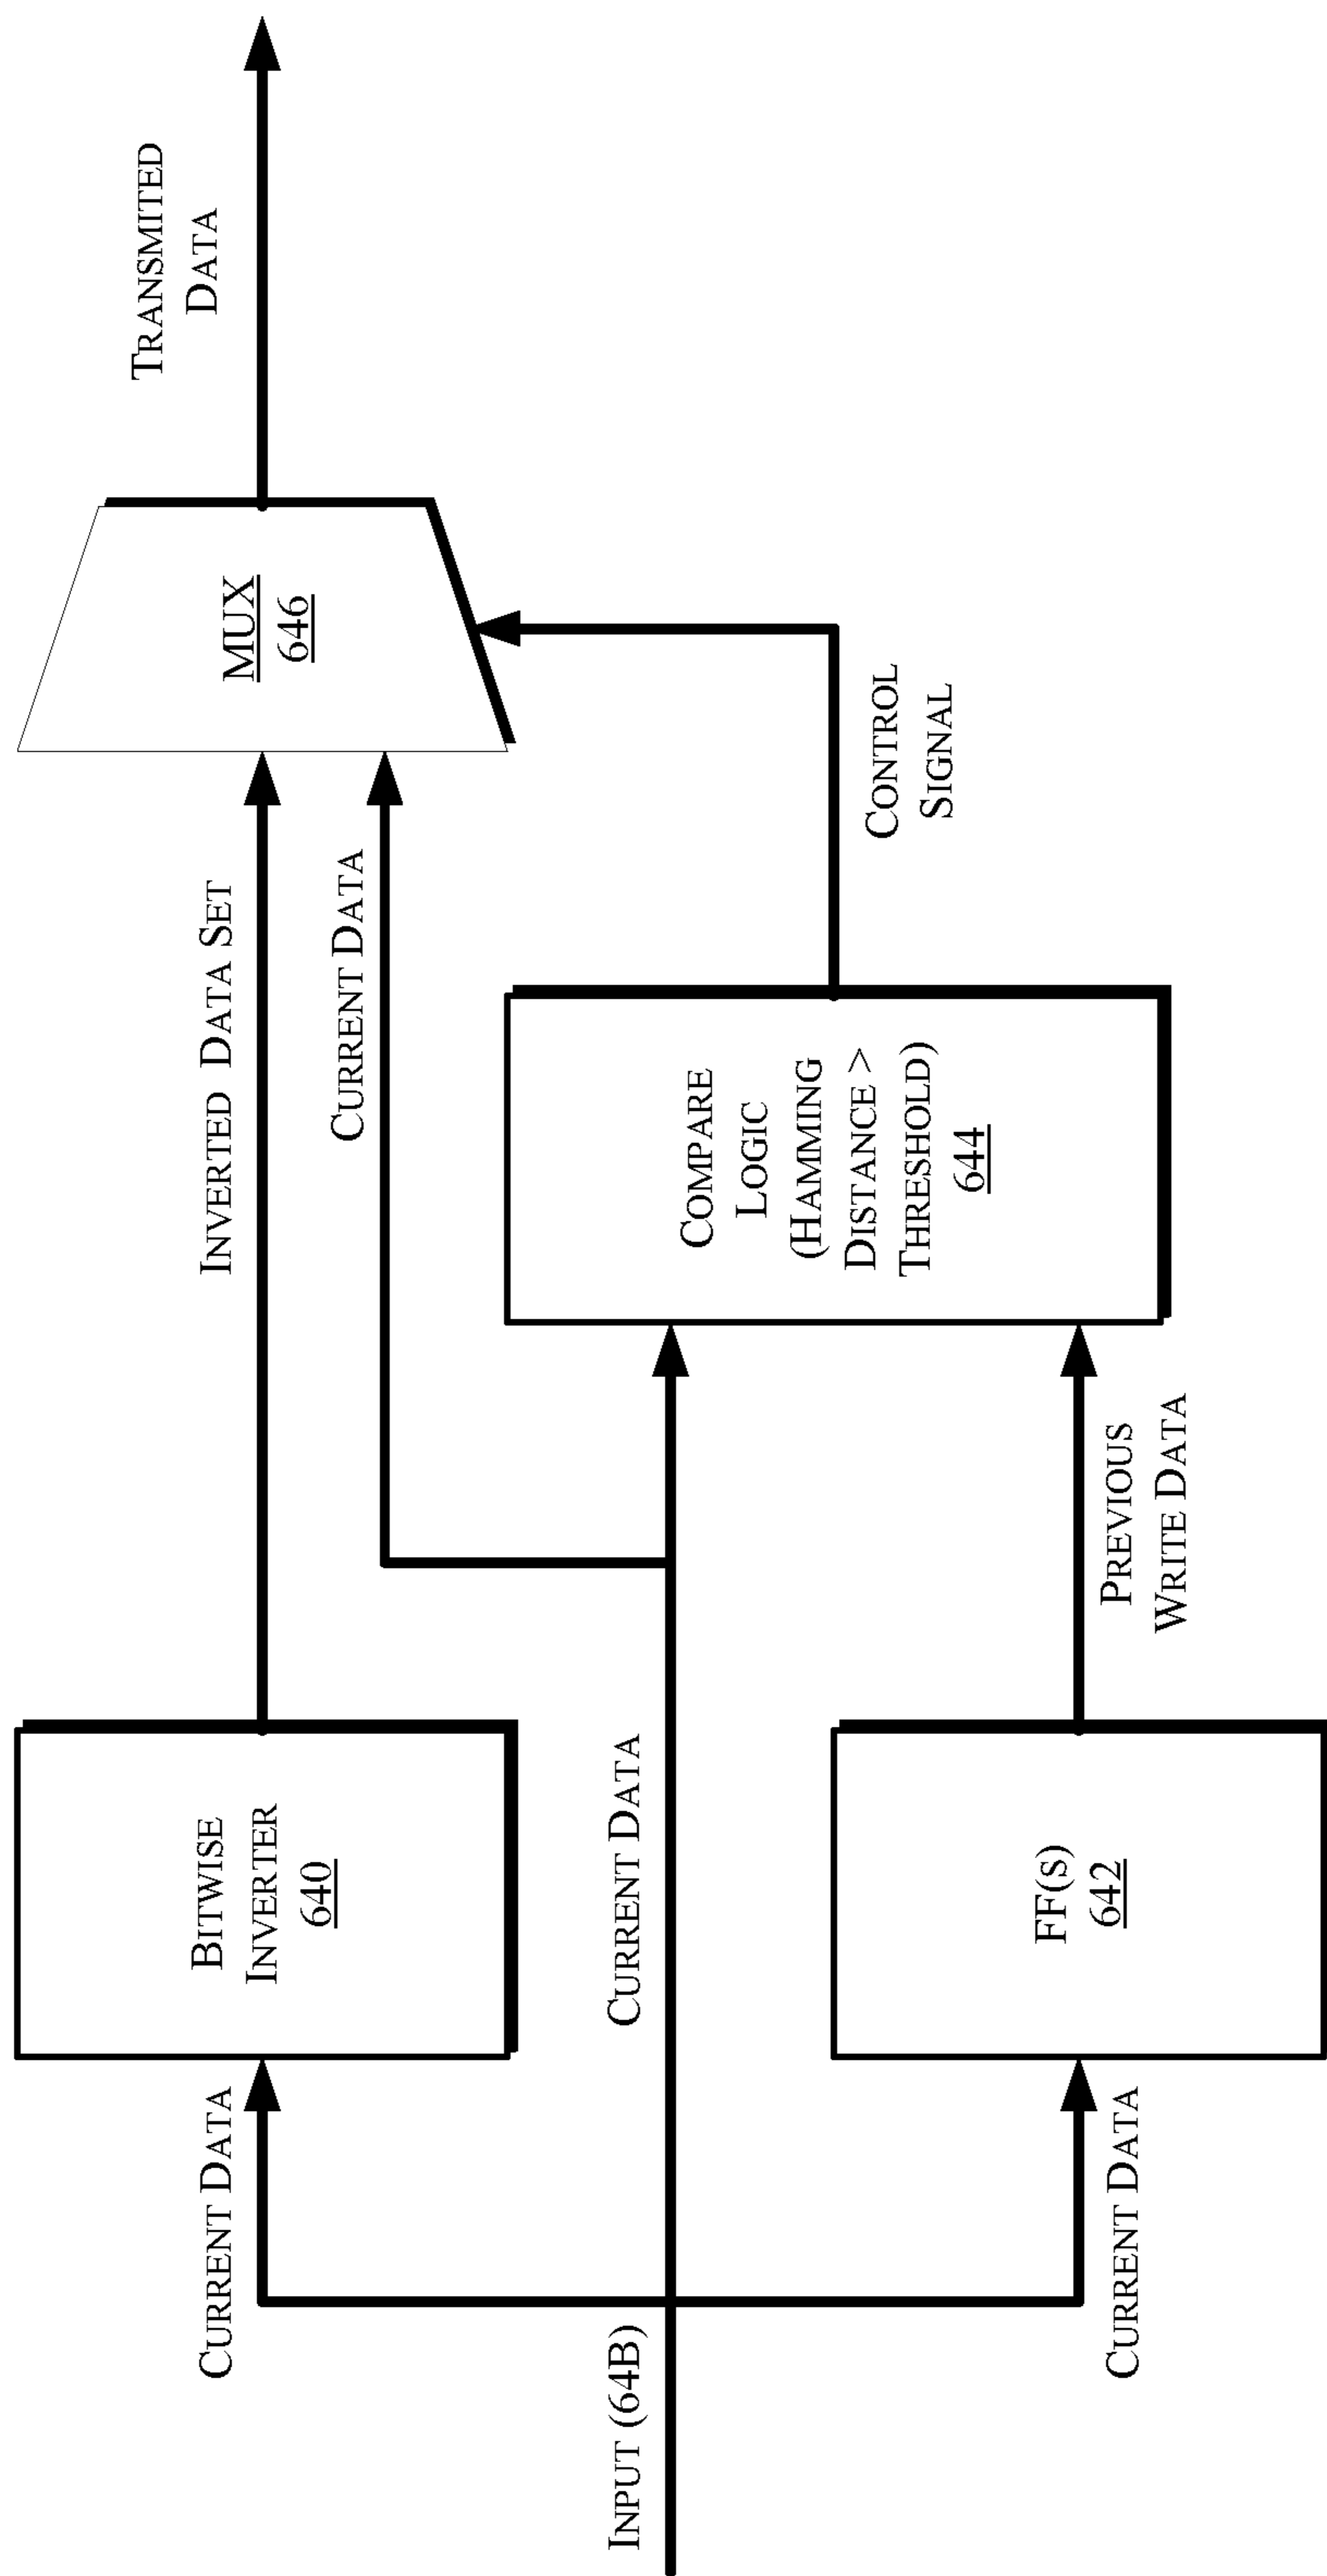 INPUT (64B)
CURRENT DATA
BITWISE
INVERTER
640
INVERTED DATA SET
CURRENT DATA
MUX
646
TRANSMITED
DATA
CURRENT DATA
COMPARE
LOGIC
(HAMMING
DISTANCE >
THRESHOLD)
644
CONTROL
SIGNAL
CURRENT DATA
FF(S)
642
PREVIOUS
WRITE DATA